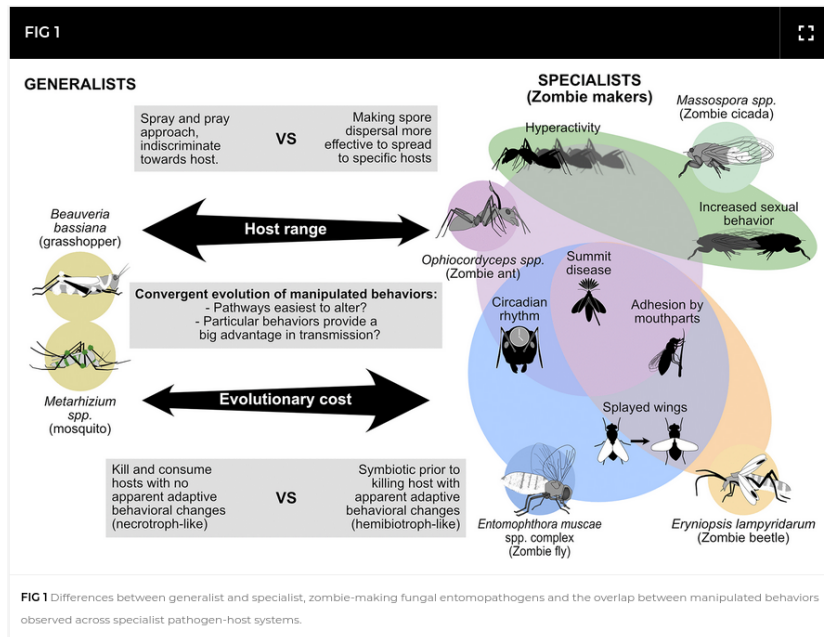 FIG 1
GENERALISTS
SPECIALISTS
(Zombie makers)
Spray and pray
approach,
indiscriminate
towards host.
VS
Making spore
dispersal more
effective to spread
to specific hosts
Hyperactivity
Massospora spp.
(Zombie cicada)
Beauveria
bassiana
(grasshopper)
Host range
Increased sexual
behavior
Ophiocordyceps spp.
(Zombie ant)
Summit
disease
Convergent evolution of manipulated behaviors:
- Pathways easiest to alter?
- Particular behaviors provide a
big advantage in transmission?
Circadian
rhythm
Adhesion by
mouthparts
Metarhizium
spp.
(mosquito)
Evolutionary cost
Splayed wings
Kill and consume
hosts with no
apparent adaptive
behavioral changes
(necrotroph-like)
VS
Symbiotic prior to
killing host with
apparent adaptive
behavioral changes
(hemibiotroph-like)
Entomophthora muscae
spp. complex
(Zombie fly)
Eryniopsis lampyridarum
(Zombie beetle)
FIG 1 Differences between generalist and specialist, zombie-making fungal entomopathogens and the overlap between manipulated behaviors
observed across specialist pathogen-host systems.